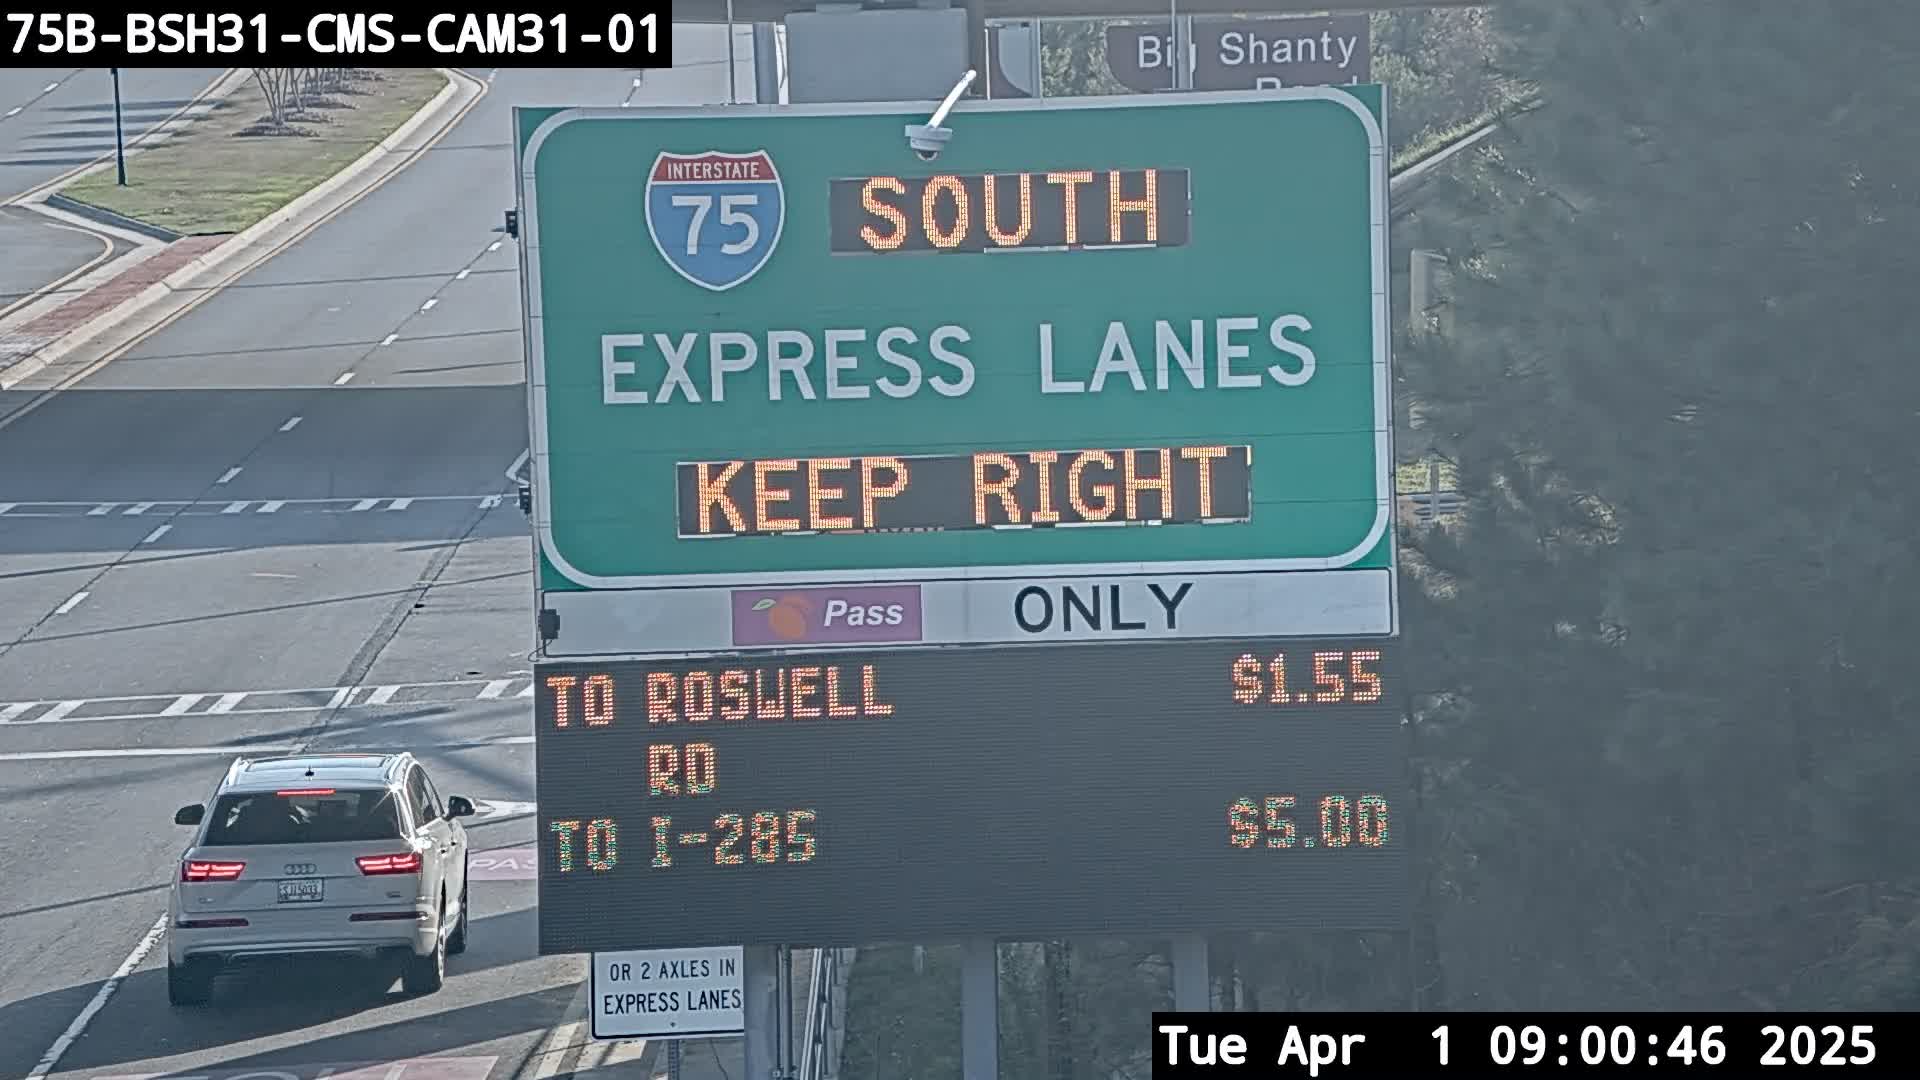 75B-BSH31-CMS-CAM31-01
Big Shanty
Road
INTERSTATE
75
SOUTH
EXPRESS LANES
KEEP RIGHT
Pass ONLY
TO ROSWELL $1.55
RD
TO I-285 $5.00
OR 2 AXLES IN
EXPRESS LANES
Tue Apr 1 09:00:46 2025